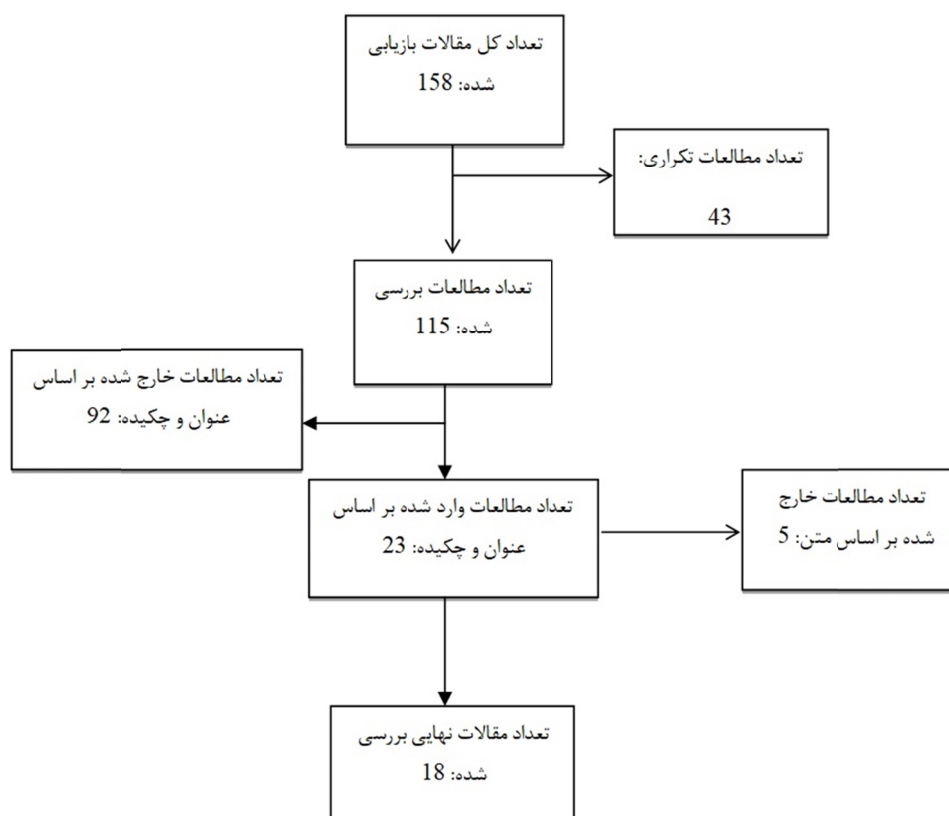 تعداد کل مقالات بازیابی
شده: 158
تعداد مطالعات تکراری:
43
تعداد مطالعات بررسی
شده: 115
تعداد مطالعات خارج شده بر اساس
عنوان و چکیده: 92
تعداد مطالعات وارد شده بر اساس
عنوان و چکیده: 23
تعداد مطالعات خارج
شده بر اساس متن: 5
تعداد مقالات نهایی بررسی
شده: 18